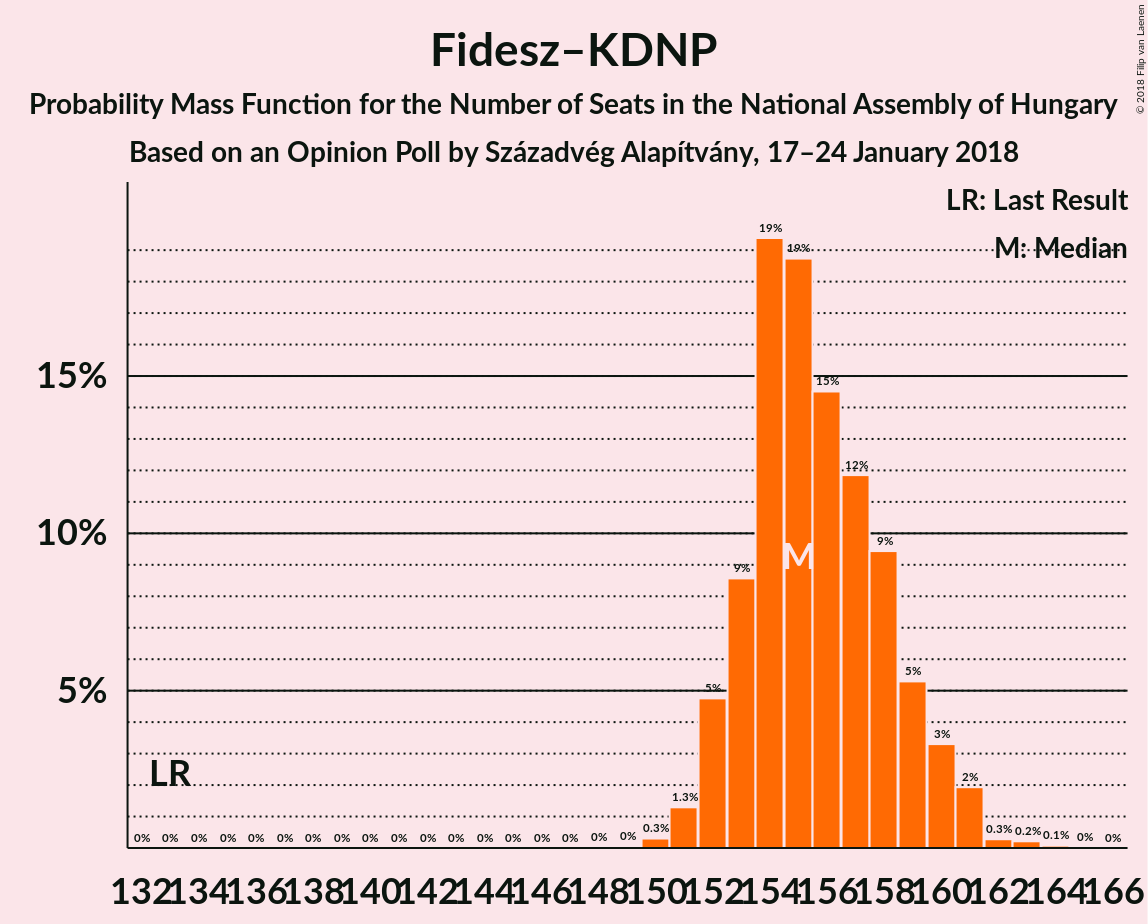 Fidesz–KDNP
Probability Mass Function for the Number of Seats in the National Assembly of Hungary
Based on an Opinion Poll by Századvég Alapítvány, 17–24 January 2018
© 2018 Filip van Laenen
LR: Last Result
M: Median
15%
10%
5%
LR
M
0% 0% 0% 0% 0% 0% 0% 0% 0% 0% 0% 0% 0% 0% 0% 0% 0% 0% 0.3% 1.3% 5% 9% 19% 19% 15% 12% 9% 5% 3% 2% 0.3% 0.2% 0.1% 0% 0%
132 134 136 138 140 142 144 146 148 150 152 154 156 158 160 162 164 166